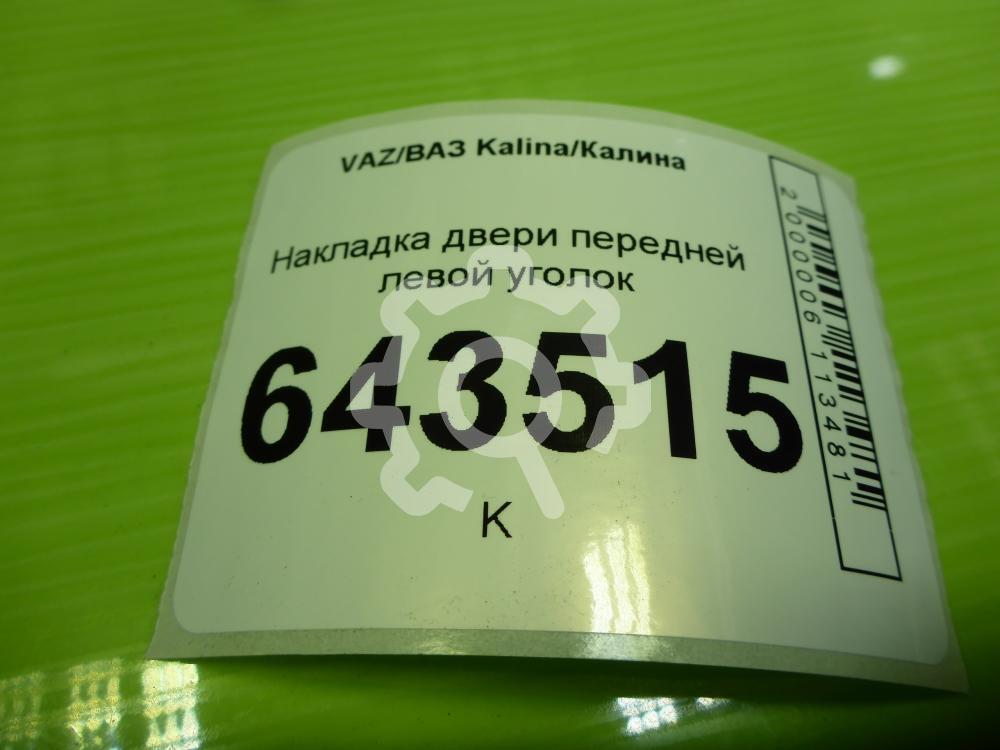 VAZ/ВАЗ Kalina/Калина
Накладка двери передней
левой уголок
643515
К
2000006113481